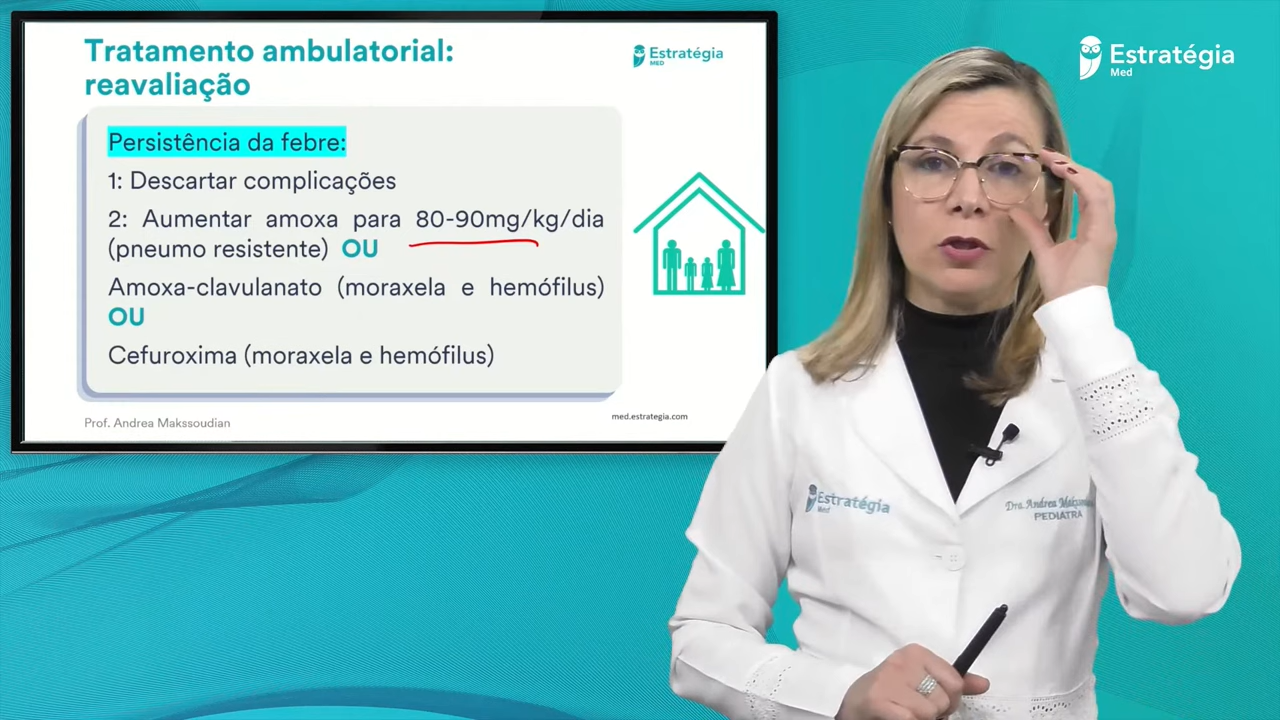 Tratamento ambulatorial:
reavaliação
Estratégia
MED
Persistência da febre:
1: Descartar complicações
2: Aumentar amoxa para 80-90mg/kg/dia
(pneumo resistente) OU
Amoxa-clavulanato (moraxela e hemófilus)
OU
Cefuroxima (moraxela e hemófilus)
Prof. Andrea Makssoudian
med.estrategia.com
Estratégia
Med
Estratégia
Med
Dra. Andrea
PEDIATRA